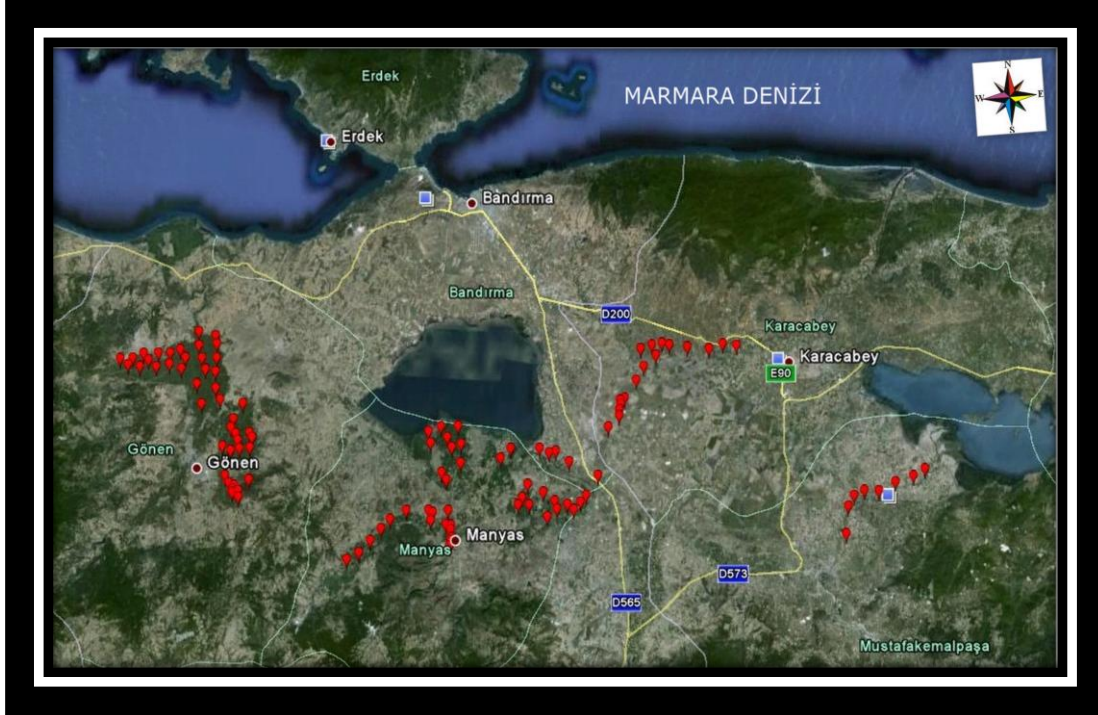 Erdek
MARMARA DENİZİ
N
W
E
S
Erdek
Bandırma
Bandırma
D200
Karacabey
Karacabey
E90
Gönen
Gönen
Manyas
Manyas
D573
D565
Mustafakemalpaşa